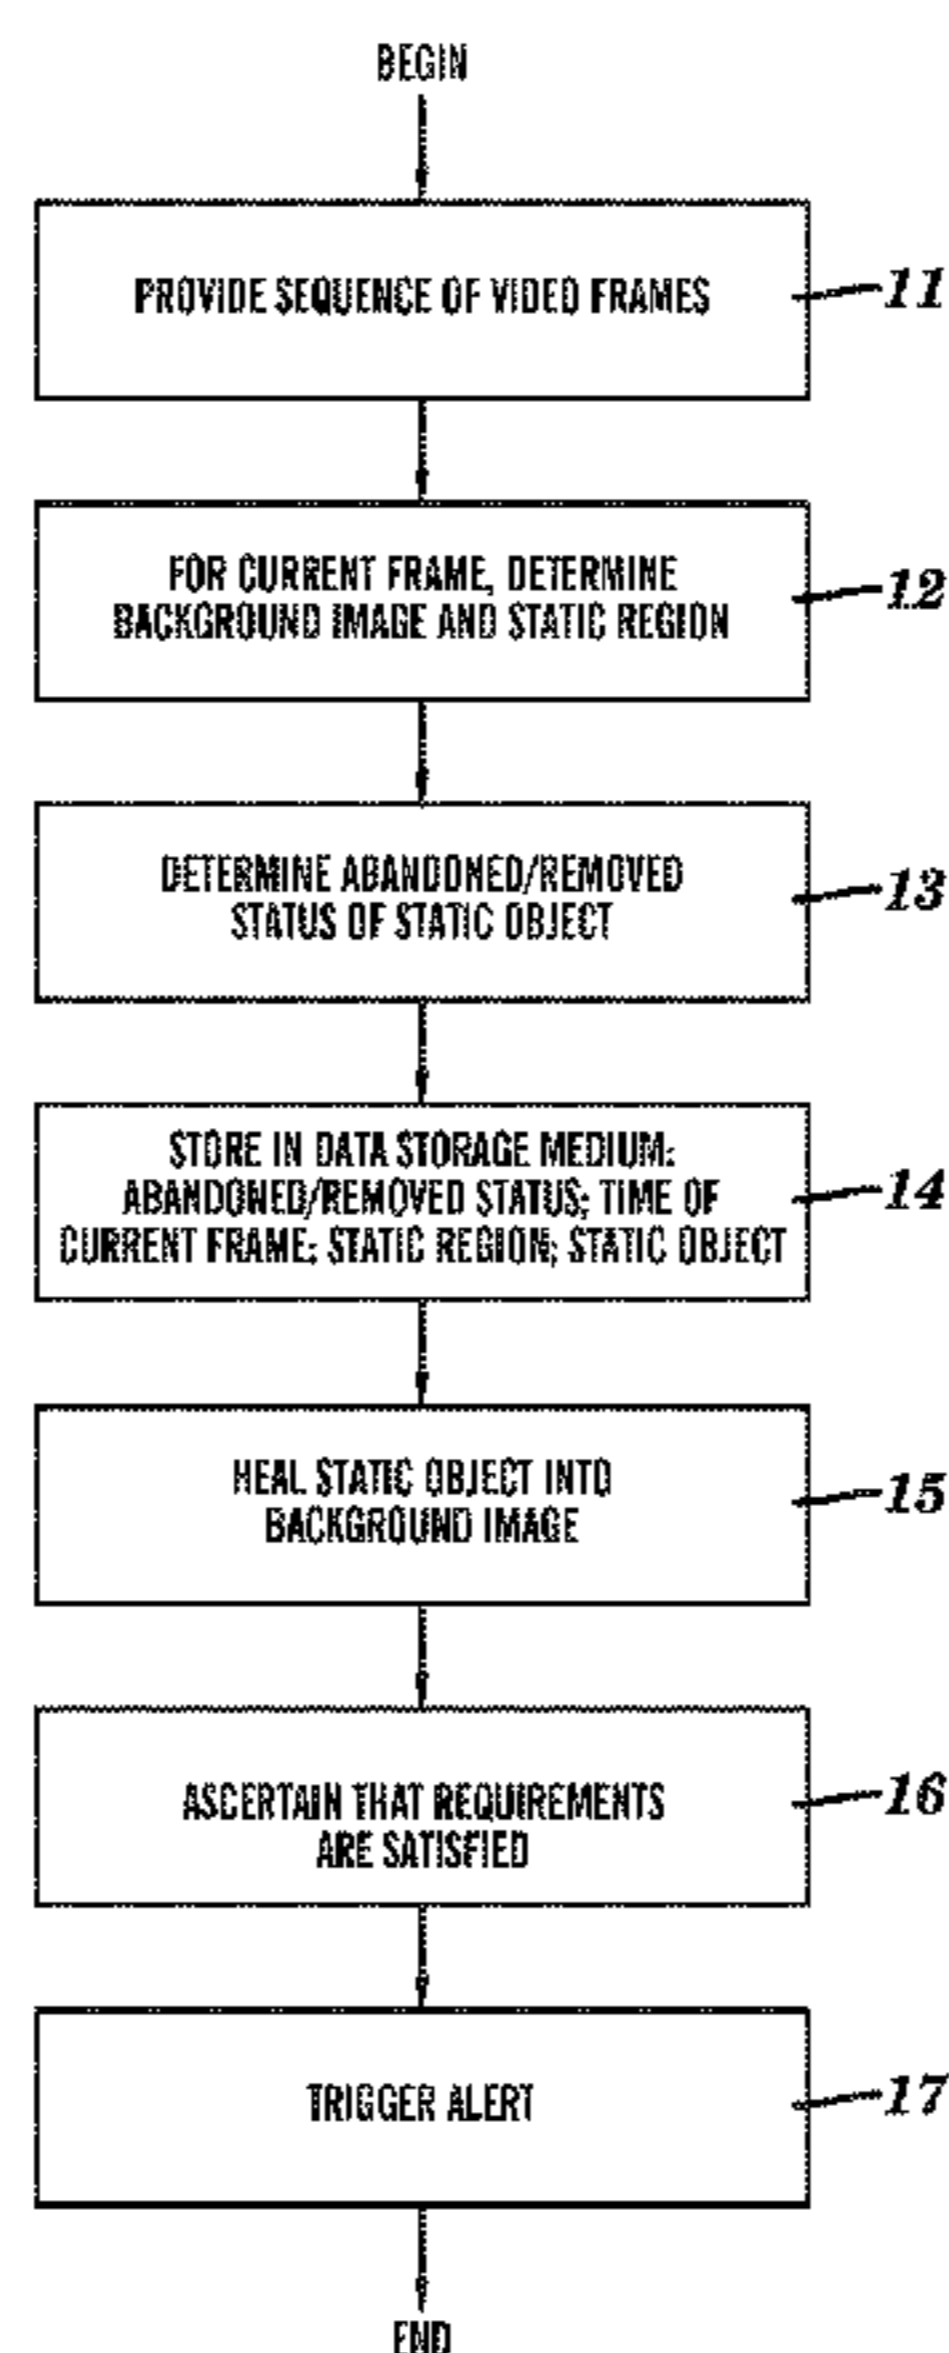 BEGIN
PROVIDE SEQUENCE OF VIDEO FRAMES
11
FOR CURRENT FRAME, DETERMINE
BACKGROUND IMAGE AND STATIC REGION
12
DETERMINE ABANDONED/REMOVED
STATUS OF STATIC OBJECT
13
STORE IN DATA STORAGE MEDIUM:
ABANDONED/REMOVED STATUS; TIME OF
CURRENT FRAME; STATIC REGION; STATIC OBJECT
14
HEAL STATIC OBJECT INTO
BACKGROUND IMAGE
15
ASCERTAIN THAT REQUIREMENTS
ARE SATISFIED
16
TRIGGER ALERT
17
END